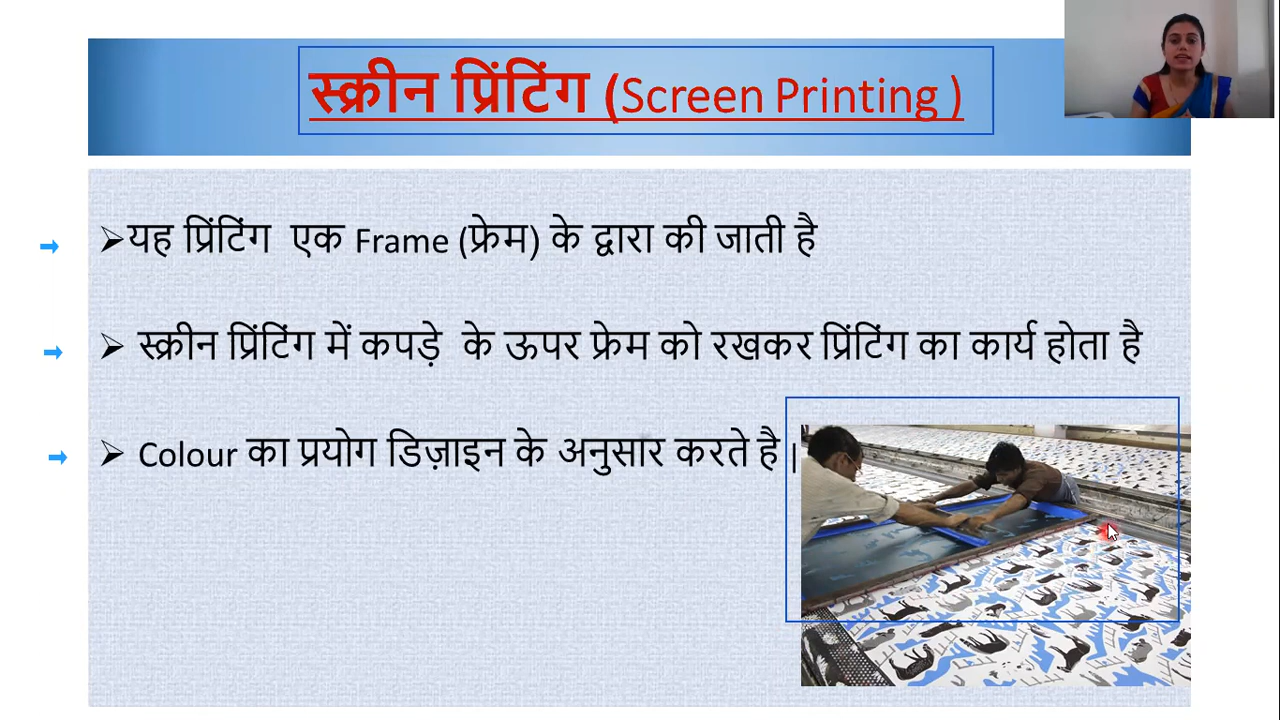 स्क्रीन प्रिंटिंग (Screen Printing )
➢यह प्रिंटिंग एक Frame (फ्रेम) के द्वारा की जाती है
➢ स्क्रीन प्रिंटिंग में कपड़े के ऊपर फ्रेम को रखकर प्रिंटिंग का कार्य होता है
➢ Colour का प्रयोग डिज़ाइन के अनुसार करते है |